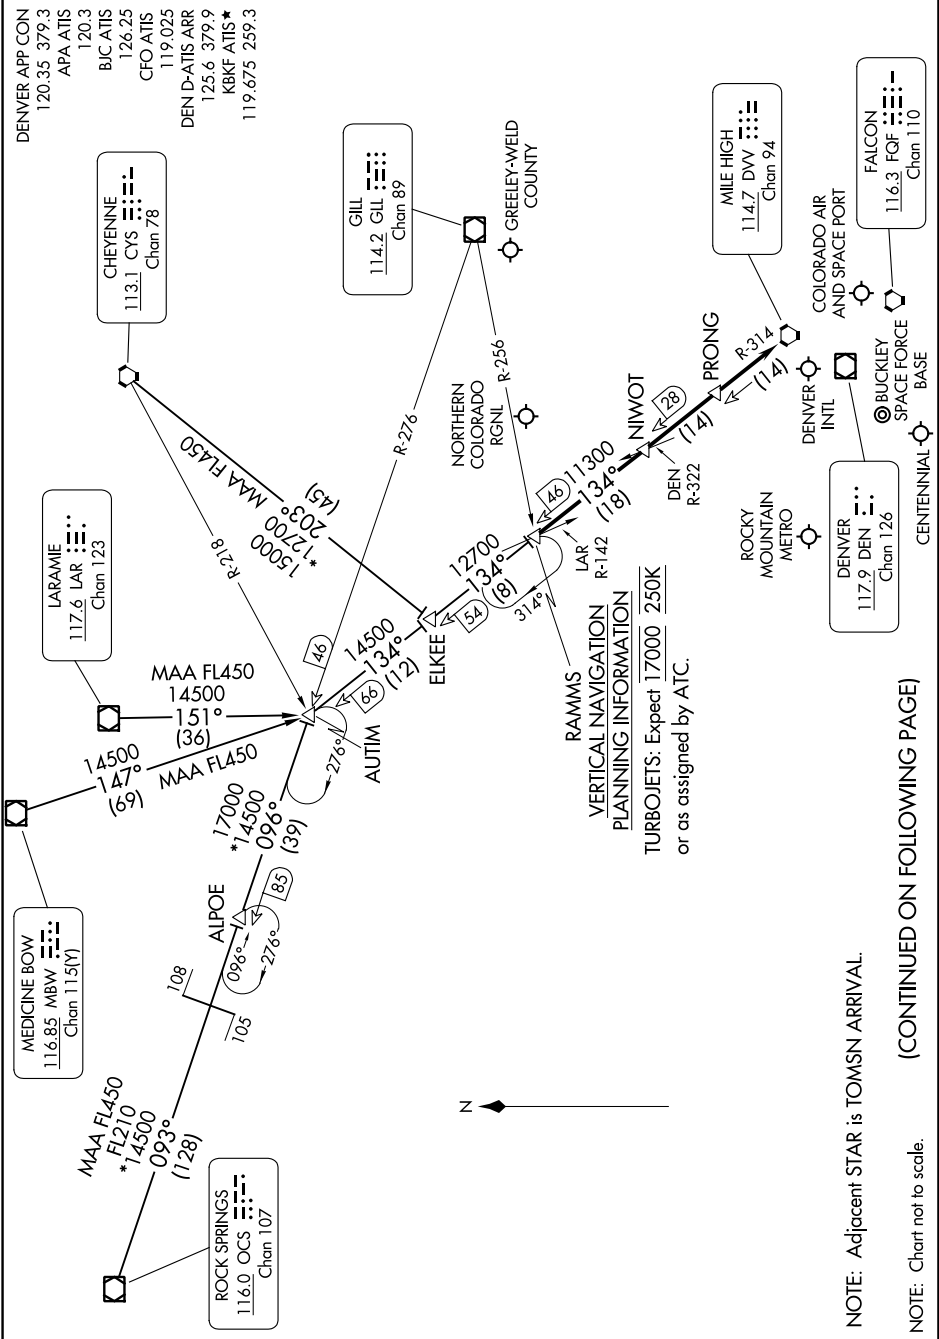 DENVER APP CON
120.35 379.3
APA ATIS
120.3
BJC ATIS
126.25
CFO ATIS
119.025
DEN D-ATIS ARR
125.6 379.9
KBKF ATIS★
119.675 259.3
CHEYENNE
113.1 CYS
Chan 78
GILL
114.2 GLL
Chan 89
GREELEY-WELD
COUNTY
MILE HIGH
114.7 DVV
Chan 94
FALCON
116.3 FQF
Chan 110
COLORADO AIR
AND SPACE PORT
BUCKLEY
SPACE FORCE
BASE
DENVER
INTL
CENTENNIAL
DENVER
117.9 DEN
Chan 126
ROCKY
MOUNTAIN
METRO
NORTHERN
COLORADO
RGNL
LARAMIE
117.6 LAR
Chan 123
MEDICINE BOW
116.85 MBW
Chan 115(Y)
ROCK SPRINGS
116.0 OCS
Chan 107
MAA FL450
FL210
*14500
093°
(128)
108
105
ALPOE
096°
276°
85
17000
*14500
096°
(39)
14500
147°
(69)
MAA FL450
MAA FL450
14500
151°
(36)
R-218
MAA FL450
15000
*12700
203°
(45)
R-276
R-256
46
AUTIM
276°
66
14500
134°
(12)
ELKEE
54
12700
134°
(8)
314°
RAMMS
46
LAR
R-142
11300
134°
(18)
NIWOT
DEN
R-322
28
(14)
PRONG
R-314
(14)
VERTICAL NAVIGATION
PLANNING INFORMATION
TURBOJETS: Expect 17000 250K
or as assigned by ATC.
N
NOTE: Adjacent STAR is TOMSN ARRIVAL.
(CONTINUED ON FOLLOWING PAGE)
NOTE: Chart not to scale.